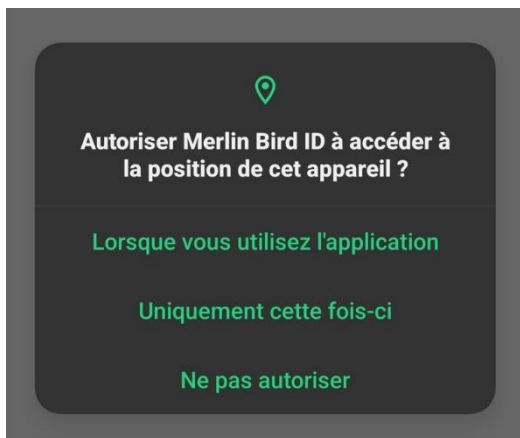 Autoriser Merlin Bird ID à accéder à
la position de cet appareil ?
Lorsque vous utilisez l'application
Uniquement cette fois-ci
Ne pas autoriser